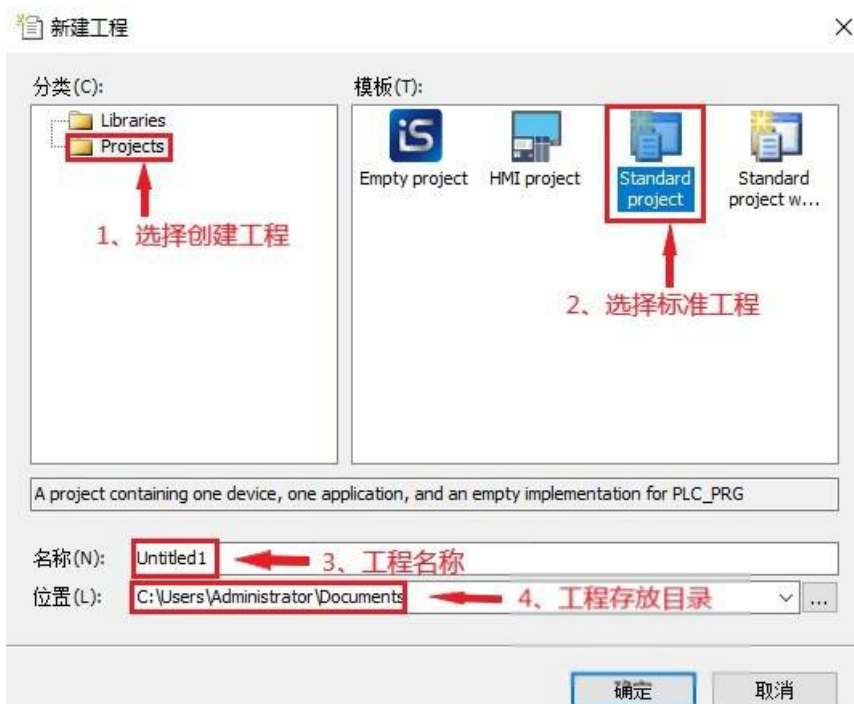 新建工程
分类(C):
模板(T):
Libraries
Projects
1、选择创建工程
iS
Empty project
HMI project
Standard
project
Standard
project w...
2、选择标准工程
A project containing one device, one application, and an empty implementation for PLC_PRG
名称(N): Untitled1 3、工程名称
位置(L): C:\Users\Administrator\Documents 4、工程存放目录 ...
确定 取消